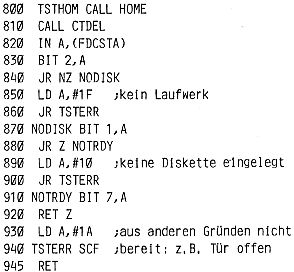 800 TSTHOM CALL HOME
810 CALL CTDEL
820 IN A,(FDCSTA)
830 BIT 2,A
840 JR NZ NODISK
850 LD A,#1F ;kein Laufwerk
860 JR TSTERR
870 NODISK BIT 1,A
880 JR Z NOTRDY
890 LD A,#10 ;keine Diskette eingelegt
900 JR TSTERR
910 NOTRDY BIT 7,A
920 RET Z
930 LD A,#1A ;aus anderen Gründen nicht
940 TSTERR SCF ;bereit: z.B. Tür offen
945 RET